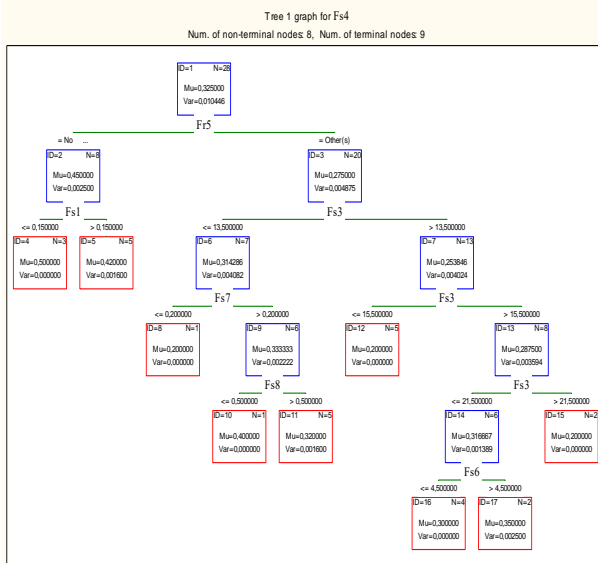 Tree 1 graph for Fs4
Num. of non-terminal nodes: 8, Num. of terminal nodes: 9
ID=1 N=28
Mu=0,325000
Var=0,010446
Fr5
= No ...
= Other(s)
ID=2 N=8
Mu=0,450000
Var=0,002500
ID=3 N=20
Mu=0,275000
Var=0,004875
Fs1
Fs3
<= 0,150000
> 0,150000
<= 13,500000
> 13,500000
ID=4 N=3
Mu=0,500000
Var=0,000000
ID=5 N=5
Mu=0,420000
Var=0,001600
ID=6 N=7
Mu=0,314286
Var=0,004082
ID=7 N=13
Mu=0,253846
Var=0,004024
Fs7
Fs3
<= 0,200000
> 0,200000
<= 15,500000
> 15,500000
ID=8 N=1
Mu=0,200000
Var=0,000000
ID=9 N=6
Mu=0,333333
Var=0,002222
ID=12 N=5
Mu=0,200000
Var=0,000000
ID=13 N=8
Mu=0,287500
Var=0,003594
Fs8
Fs3
<= 0,500000
> 0,500000
<= 21,500000
> 21,500000
ID=10 N=1
Mu=0,400000
Var=0,000000
ID=11 N=5
Mu=0,320000
Var=0,001600
ID=14 N=6
Mu=0,316667
Var=0,001389
ID=15 N=2
Mu=0,200000
Var=0,000000
Fs6
<= 4,500000
> 4,500000
ID=16 N=4
Mu=0,300000
Var=0,000000
ID=17 N=2
Mu=0,350000
Var=0,002500